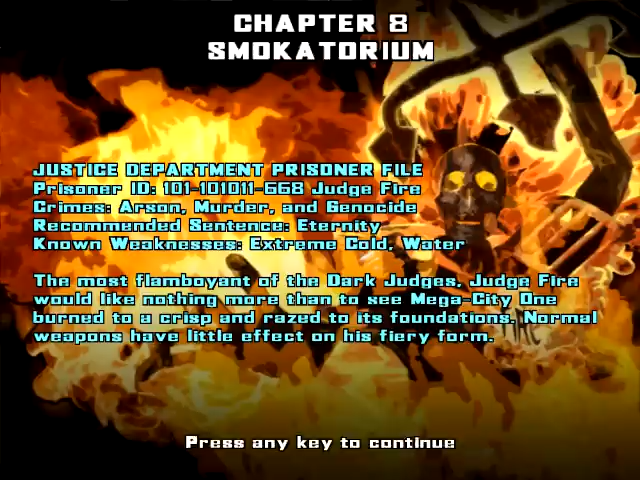 CHAPTER 8
SMOKATORIUM
JUSTICE DEPARTMENT PRISONER FILE
Prisoner ID: 101-101011-668 Judge Fire
Crimes: Arson, Murder, and Genocide
Recommended Sentence: Eternity
Known Weaknesses: Extreme Cold, Water
The most flamboyant of the Dark Judges, Judge Fire
would like nothing more than to see Mega-City One
burned to a crisp and razed to its foundations. Normal
weapons have little effect on his fiery form.
Press any key to continue